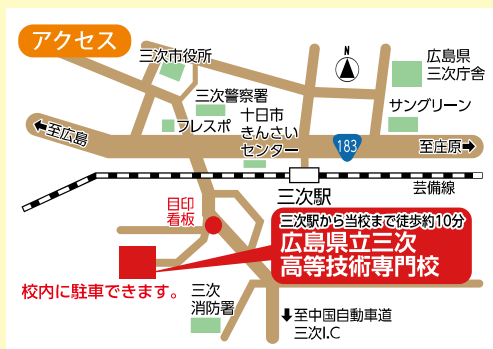 アクセス
三次市役所
N
広島県
三次庁舎
三次警察署
フレスポ
十日市
きんさい
センター
サングリーン
←至広島
183
至庄原→
三次駅
芸備線
目印
看板
三次駅から当校まで徒歩約10分
広島県立三次
高等技術専門校
校内に駐車できます。
三次
消防署
↓至中国自動車道
三次I.C